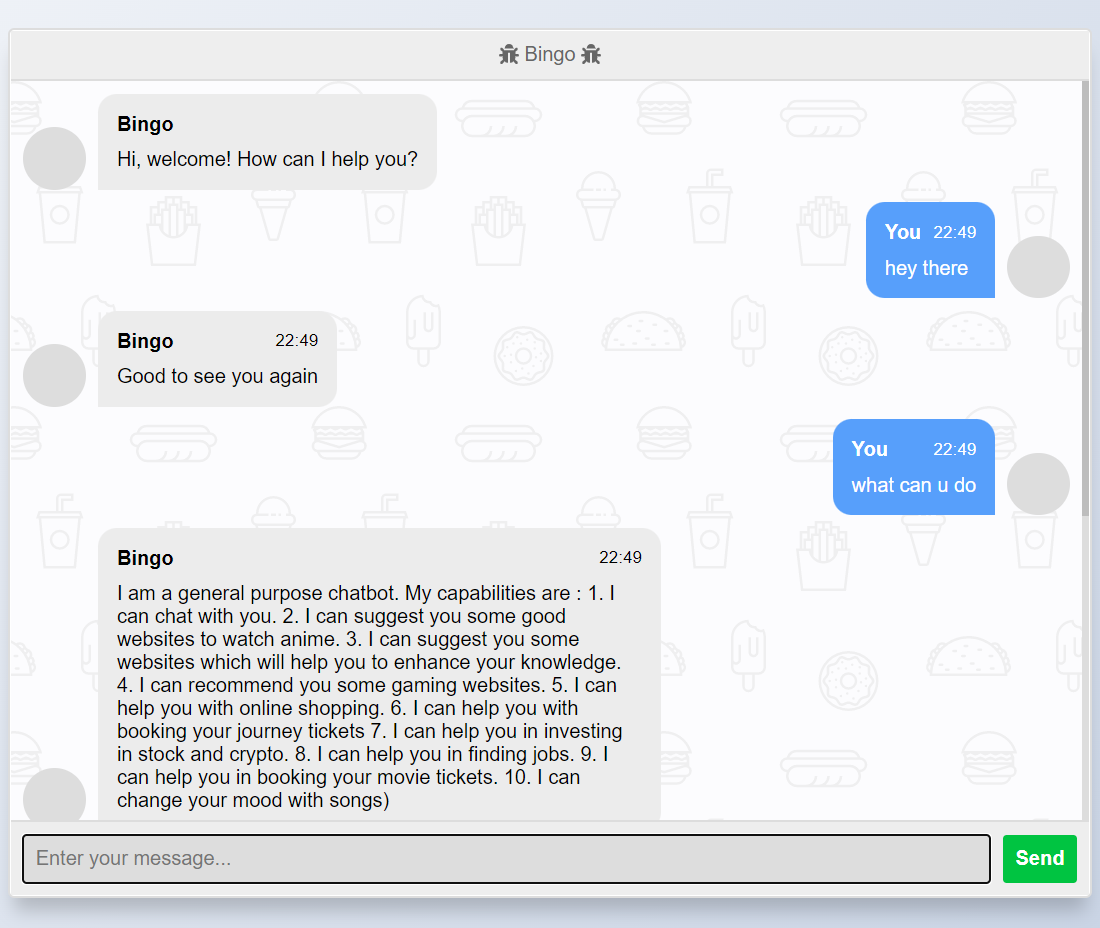 Bingo
Bingo
Hi, welcome! How can I help you?
You 22:49
hey there
Bingo 22:49
Good to see you again
You 22:49
what can u do
Bingo 22:49
I am a general purpose chatbot. My capabilities are : 1. I
can chat with you. 2. I can suggest you some good
websites to watch anime. 3. I can suggest you some
websites which will help you to enhance your knowledge.
4. I can recommend you some gaming websites. 5. I can
help you with online shopping. 6. I can help you with
booking your journey tickets 7. I can help you in investing
in stock and crypto. 8. I can help you in finding jobs. 9. I
can help you in booking your movie tickets. 10. I can
change your mood with songs)
Enter your message...
Send